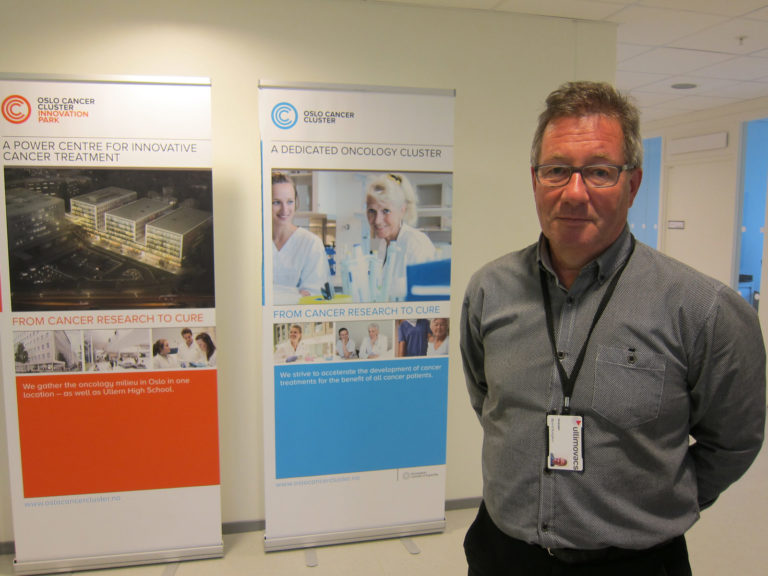 OSLO CANCER
CLUSTER
INNOVATION
PARK
A POWER CENTRE FOR INNOVATIVE
CANCER TREATMENT
FROM CANCER RESEARCH TO CURE
We gather the oncology milieu in Oslo in one
location – as well as Ullern High School.
www.oslocancercluster.no
OSLO CANCER
CLUSTER
A DEDICATED ONCOLOGY CLUSTER
FROM CANCER RESEARCH TO CURE
We strive to accelerate the development of cancer
treatments for the benefit of all cancer patients.
www.oslocancercluster.no
ultimovacs